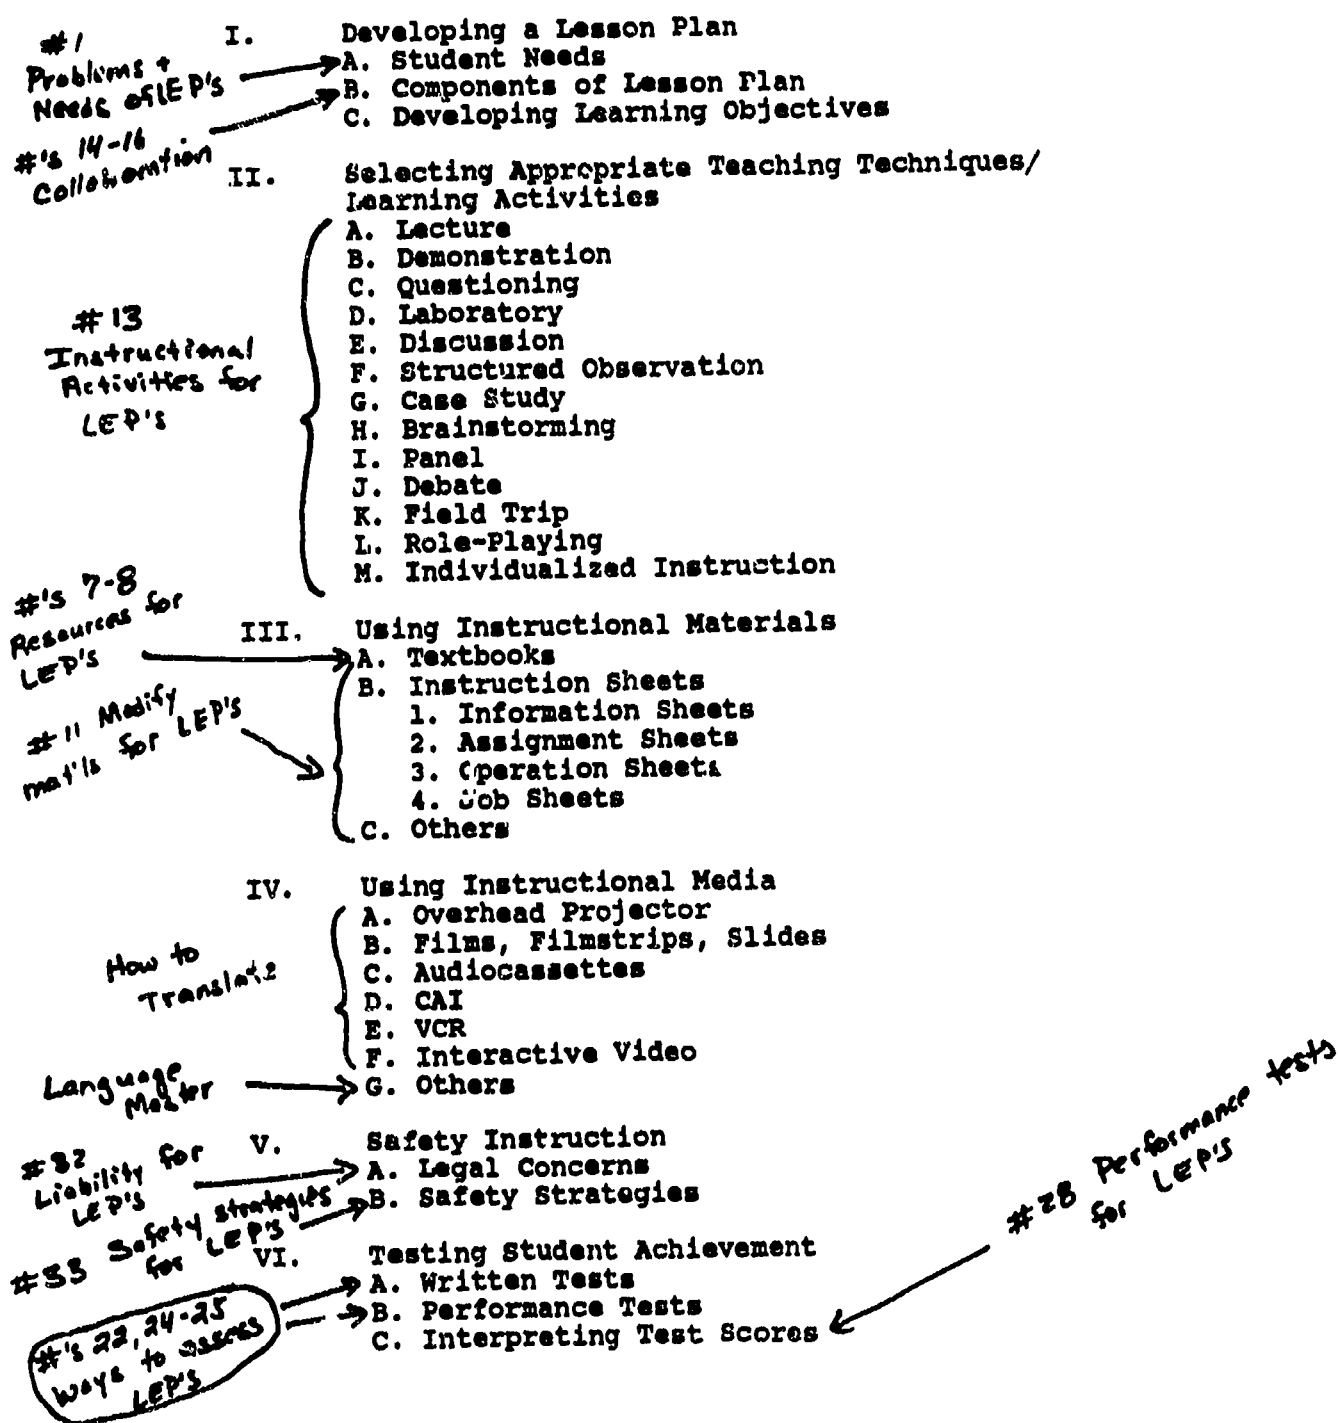 #1
Problems +
Needs of LEP's
#'s 14-16
Collaboration
I. Developing a Lesson Plan
A. Student Needs
B. Components of Lesson Plan
C. Developing Learning Objectives
II. Selecting Appropriate Teaching Techniques/
Learning Activities
#13
Instructional
Activities for
LEP's
A. Lecture
B. Demonstration
C. Questioning
D. Laboratory
E. Discussion
F. Structured Observation
G. Case Study
H. Brainstorming
I. Panel
J. Debate
K. Field Trip
L. Role-Playing
M. Individualized Instruction
#'s 7-8
Resources for
LEP's
#11 Modify
mat'ls for LEP's
III. Using Instructional Materials
A. Textbooks
B. Instruction Sheets
1. Information Sheets
2. Assignment Sheets
3. Operation Sheets
4. Job Sheets
C. Others
IV. Using Instructional Media
How to
Translate
A. Overhead Projector
B. Films, Filmstrips, Slides
C. Audiocassettes
D. CAI
E. VCR
F. Interactive Video
Language
Master
G. Others
#32
Liability for
LEP's
#33 Safety strategies
for LEP's
V. Safety Instruction
A. Legal Concerns
B. Safety Strategies
VI. Testing Student Achievement
A. Written Tests
B. Performance Tests
C. Interpreting Test Scores
#'s 22, 24-25
Ways to assess
LEP's
#28 Performance tests
for LEP's